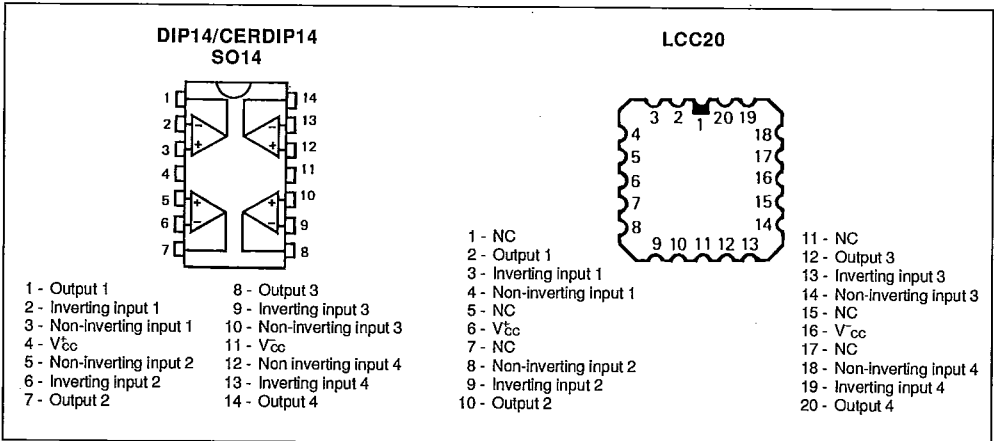 DIP14/CERDIP14
SO14
1
2
3
4
5
6
7
14
13
12
11
10
9
8
-
+
+
-
-
+
+
-
1 - Output 1
2 - Inverting input 1
3 - Non-inverting input 1
4 - V+cc
5 - Non-inverting input 2
6 - Inverting input 2
7 - Output 2
8 - Output 3
9 - Inverting input 3
10 - Non-inverting input 3
11 - V-cc
12 - Non inverting input 4
13 - Inverting input 4
14 - Output 4
LCC20
3 2 1 20 19
4
5
6
7
8
18
17
16
15
14
9 10 11 12 13
1 - NC
2 - Output 1
3 - Inverting input 1
4 - Non-inverting input 1
5 - NC
6 - V+cc
7 - NC
8 - Non-inverting input 2
9 - Inverting input 2
10 - Output 2
11 - NC
12 - Output 3
13 - Inverting input 3
14 - Non-inverting input 3
15 - NC
16 - V-cc
17 - NC
18 - Non-inverting input 4
19 - Inverting input 4
20 - Output 4